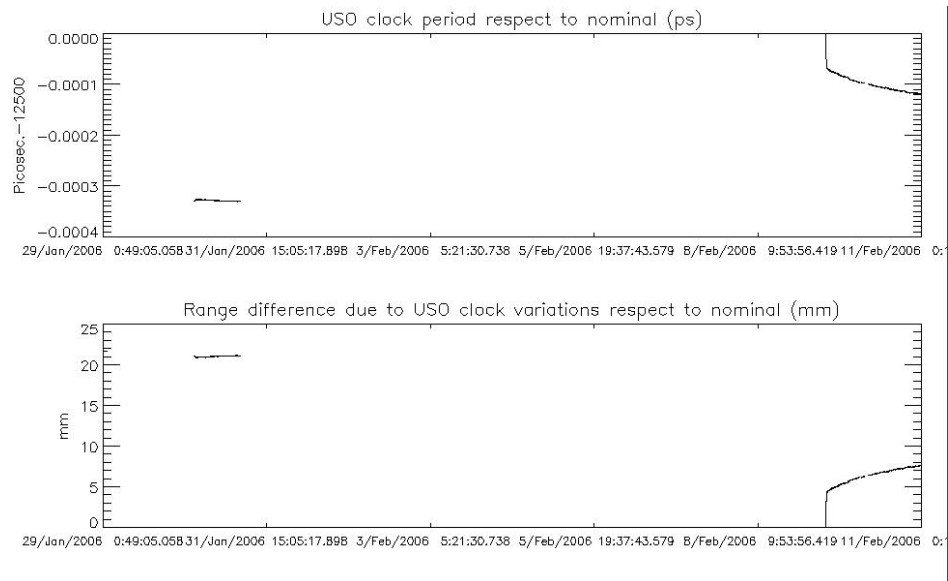 USO clock period respect to nominal (ps)
0.0000
-0.0001
-0.0002
-0.0003
-0.0004
Picosec.-12500
29/Jan/2006 0:49:05.058 31/Jan/2006 15:05:17.898 3/Feb/2006 5:21:30.738 5/Feb/2006 19:37:43.579 8/Feb/2006 9:53:56.419 11/Feb/2006 0:1
Range difference due to USO clock variations respect to nominal (mm)
25
20
15
10
5
0
mm
29/Jan/2006 0:49:05.058 31/Jan/2006 15:05:17.898 3/Feb/2006 5:21:30.738 5/Feb/2006 19:37:43.579 8/Feb/2006 9:53:56.419 11/Feb/2006 0:1